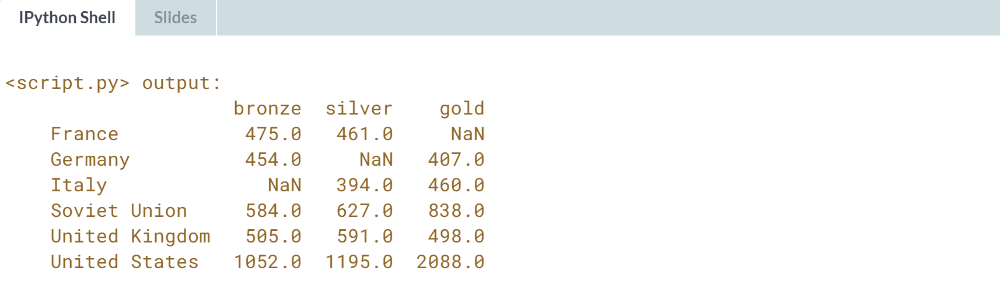 IPython Shell Slides
<script.py> output:
bronze silver gold
France 475.0 461.0 NaN
Germany 454.0 NaN 407.0
Italy NaN 394.0 460.0
Soviet Union 584.0 627.0 838.0
United Kingdom 505.0 591.0 498.0
United States 1052.0 1195.0 2088.0